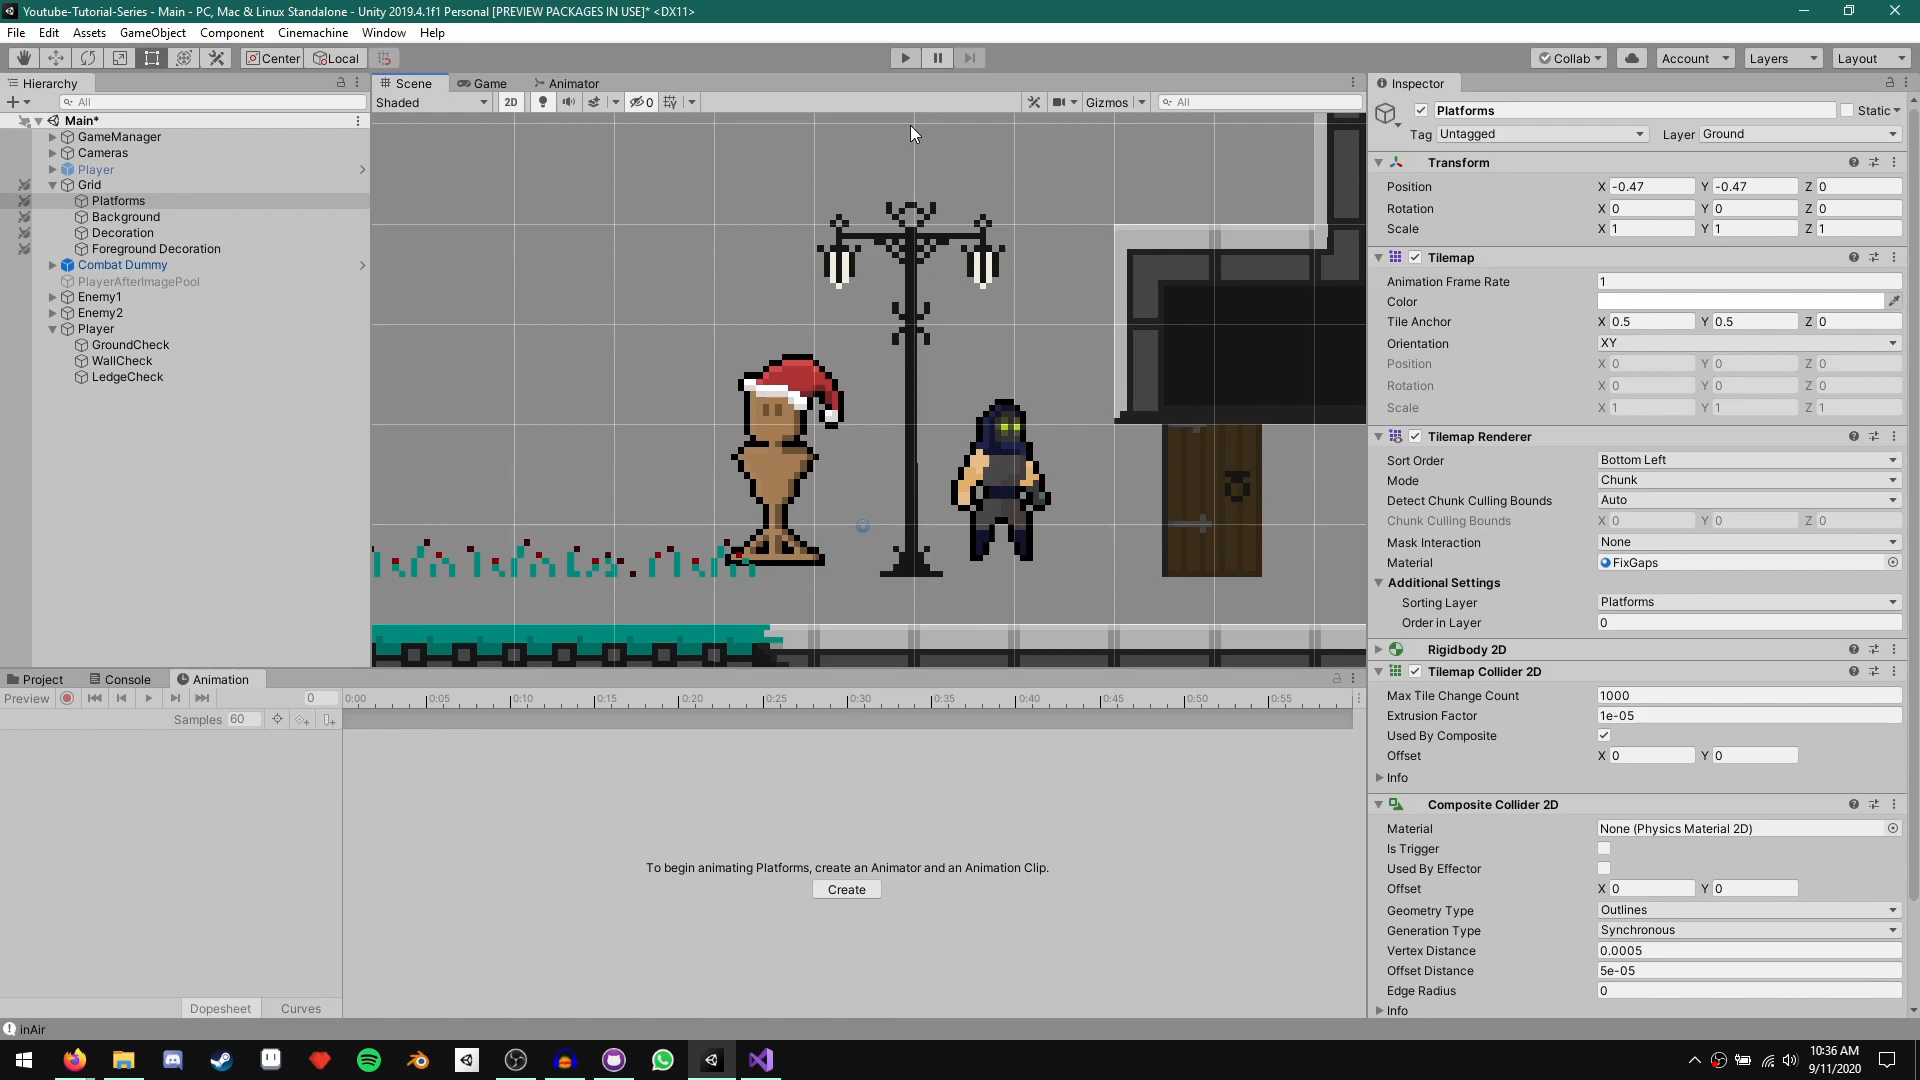 Youtube-Tutorial-Series - Main - PC, Mac & Linux Standalone - Unity 2019.4.1f1 Personal [PREVIEW PACKAGES IN USE]* <DX11>
File Edit Assets GameObject Component Cinemachine Window Help
Center Local Collab Account Layers Layout
Hierarchy
All
Main*
GameManager
Cameras
Player
Grid
Platforms
Background
Decoration
Foreground Decoration
Combat Dummy
PlayerAfterImagePool
Enemy1
Enemy2
Player
GroundCheck
WallCheck
LedgeCheck
Scene Game Animator
Shaded 2D 0 Gizmos All
Project Console Animation
Preview 0 0:00 0:05 0:10 0:15 0:20 0:25 0:30 0:35 0:40 0:45 0:50 0:55
Samples 60
To begin animating Platforms, create an Animator and an Animation Clip.
Create
Dopesheet Curves
Inspector
Platforms Static
Tag Untagged Layer Ground
Transform
Position X -0.47 Y -0.47 Z 0
Rotation X 0 Y 0 Z 0
Scale X 1 Y 1 Z 1
Tilemap
Animation Frame Rate 1
Color
Tile Anchor X 0.5 Y 0.5 Z 0
Orientation XY
Position X 0 Y 0 Z 0
Rotation X 0 Y 0 Z 0
Scale X 1 Y 1 Z 1
Tilemap Renderer
Sort Order Bottom Left
Mode Chunk
Detect Chunk Culling Bounds Auto
Chunk Culling Bounds X 0 Y 0 Z 0
Mask Interaction None
Material FixGaps
Additional Settings
Sorting Layer Platforms
Order in Layer 0
Rigidbody 2D
Tilemap Collider 2D
Max Tile Change Count 1000
Extrusion Factor 1e-05
Used By Composite
Offset X 0 Y 0
Info
Composite Collider 2D
Material None (Physics Material 2D)
Is Trigger
Used By Effector
Offset X 0 Y 0
Geometry Type Outlines
Generation Type Synchronous
Vertex Distance 0.0005
Offset Distance 5e-05
Edge Radius 0
Info
inAir
10:36 AM
9/11/2020